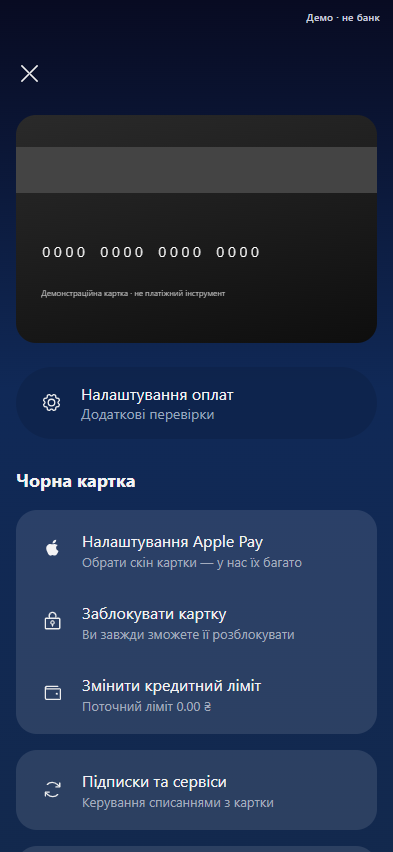 Демо · не банк
0000 0000 0000 0000
Демонстраційна картка · не платіжний інструмент
Налаштування оплат
Додаткові перевірки
Чорна картка
Налаштування Apple Pay
Обрати скін картки — у нас їх багато
Заблокувати картку
Ви завжди зможете її розблокувати
Змінити кредитний ліміт
Поточний ліміт 0.00 ₴
Підписки та сервіси
Керування списаннями з картки